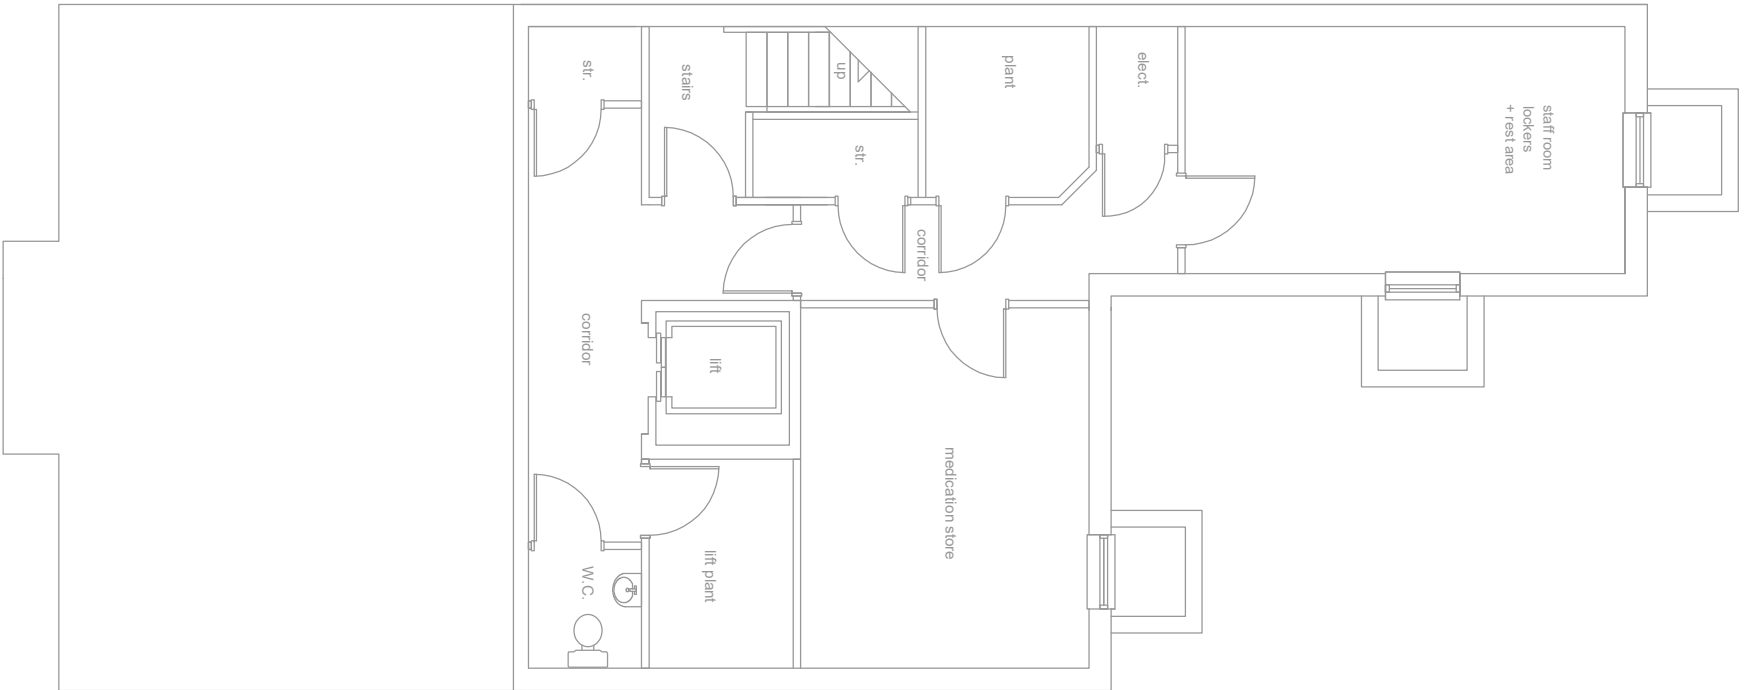 str.
stairs
up
plant
elect.
staff room
lockers
+ rest area
str.
corridor
corridor
lift
medication store
lift plant
W.C.